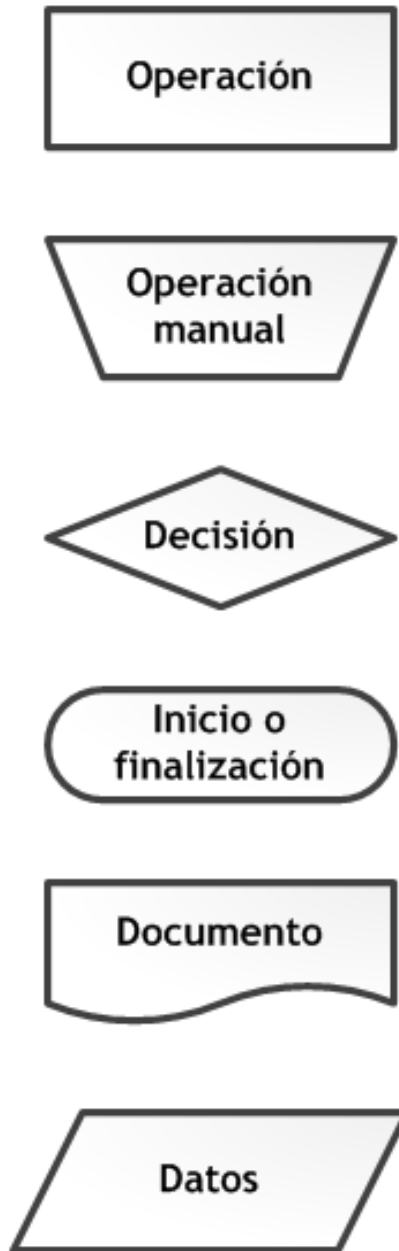 Operación
Operación
manual
Decisión
Inicio o
finalización
Documento
Datos